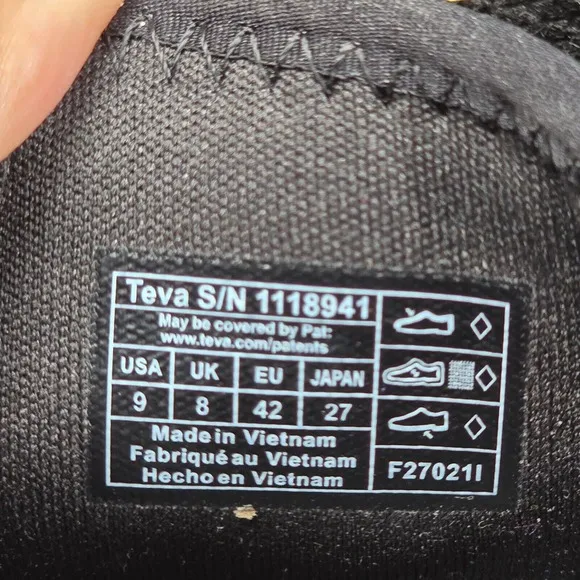 Teva S/N 1118941
May be covered by Pat:
www.teva.com/patents
USA UK EU JAPAN
9 8 42 27
Made in Vietnam
Fabriqué au Vietnam
Hecho en Vietnam
F27021I